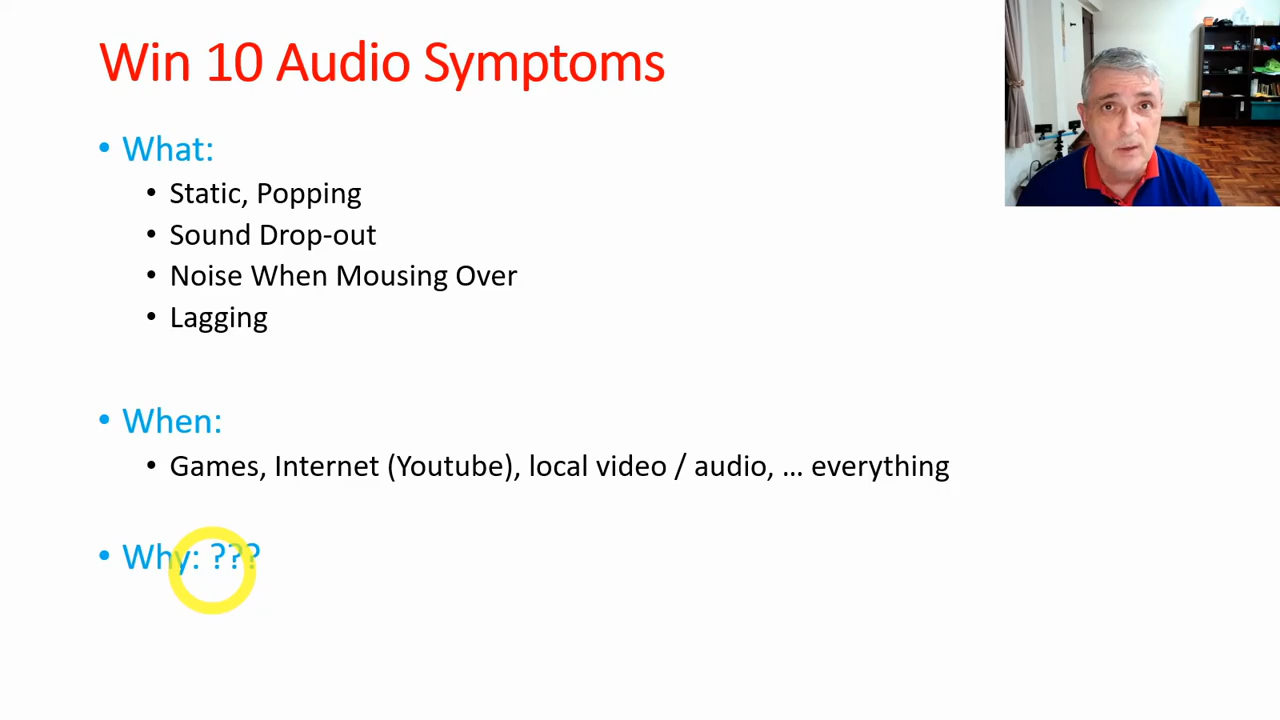 Win 10 Audio Symptoms
• What:
• Static, Popping
• Sound Drop-out
• Noise When Mousing Over
• Lagging
• When:
• Games, Internet (Youtube), local video / audio, ... everything
• Why: ???